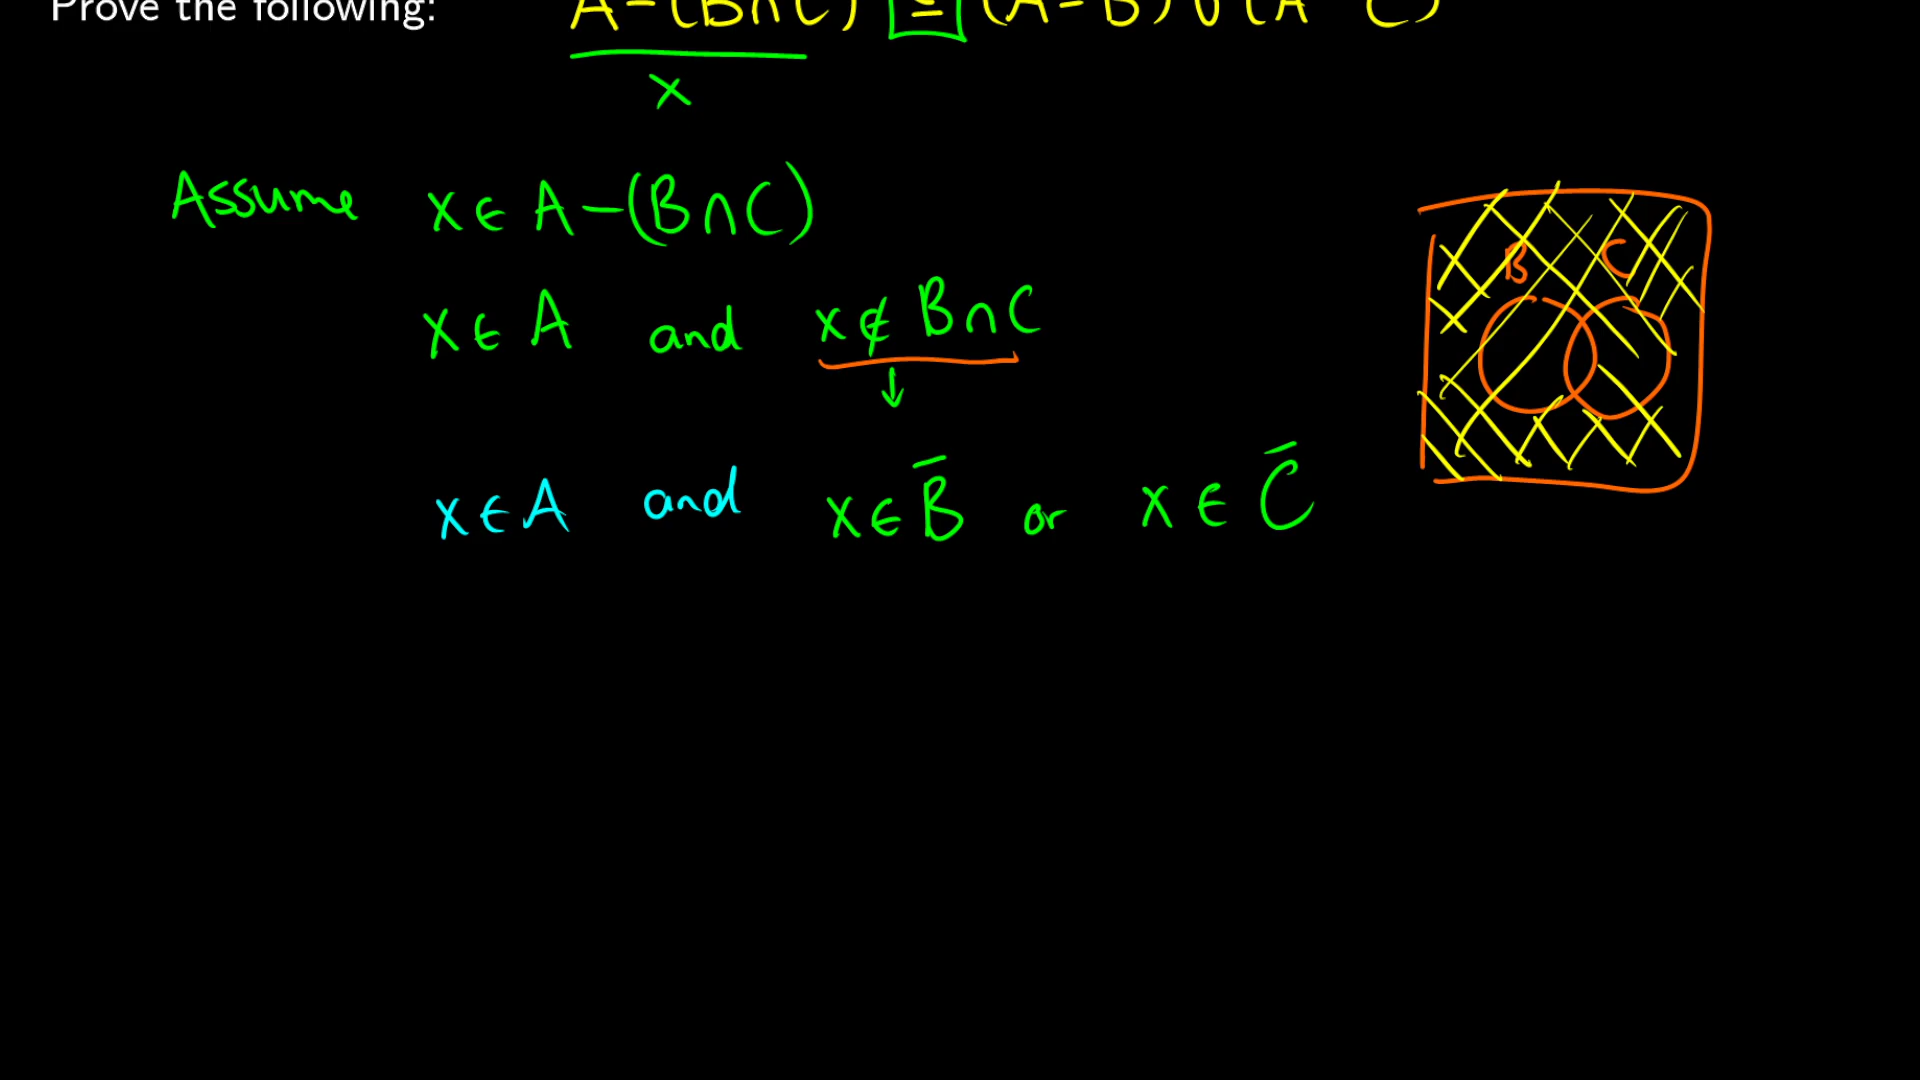 Prove the following: A-(B∩C) = (A-B)∪(A-C)
x
Assume x∈A-(B∩C)
x∈A and x∉B∩C
B C
↓
x∈A and x∈B̄ or x∈C̄